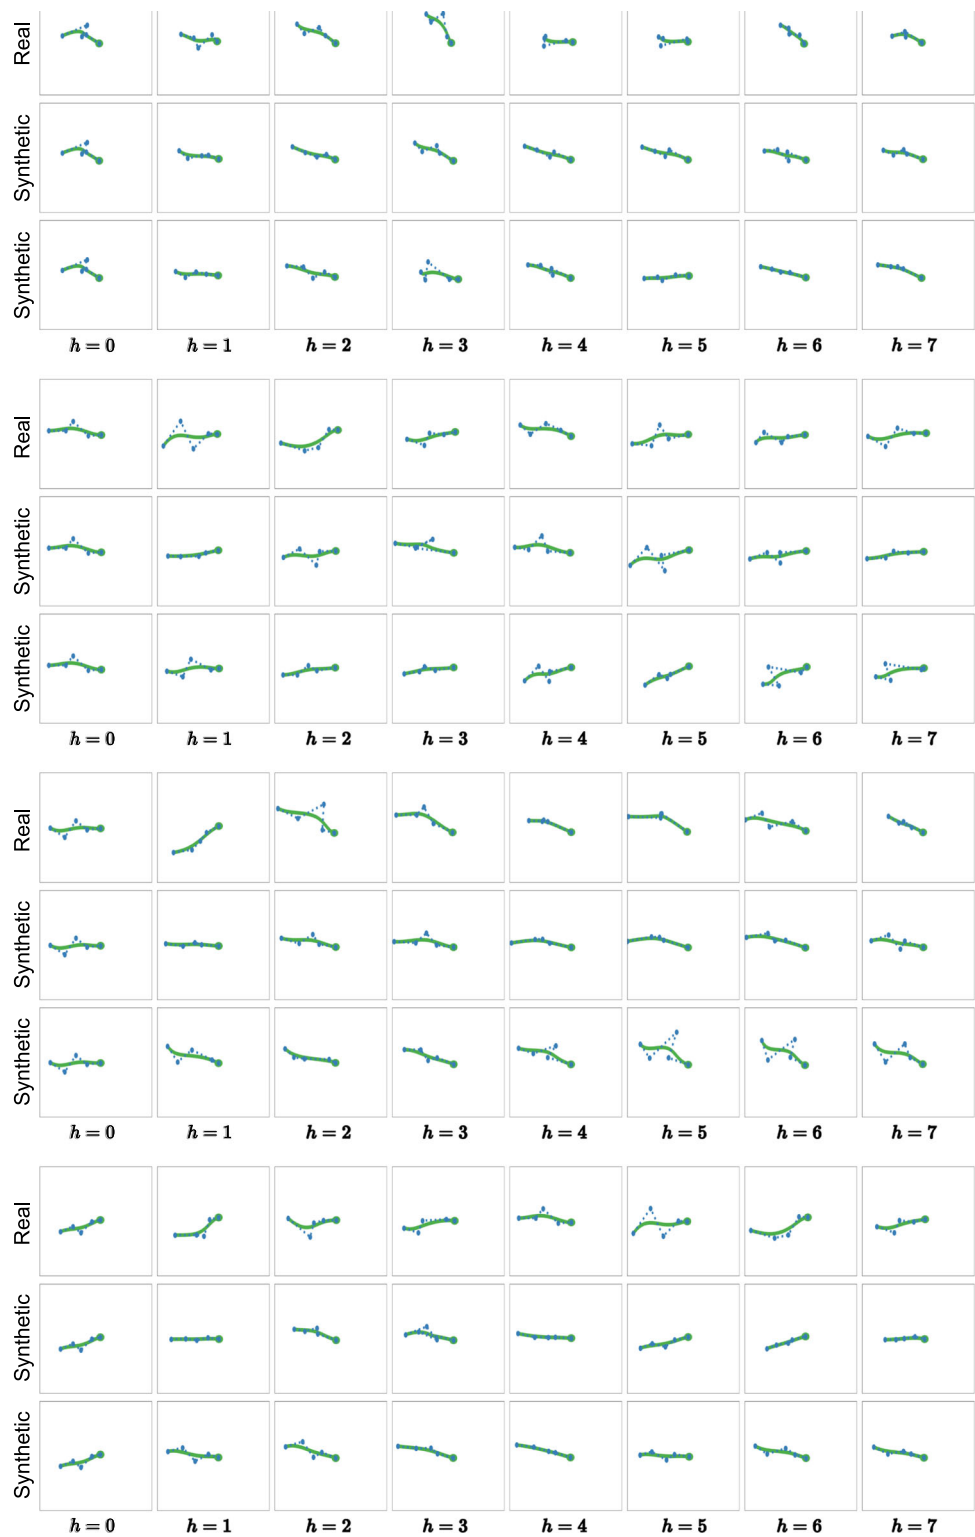 Real
Synthetic
Synthetic
h = 0 h = 1 h = 2 h = 3 h = 4 h = 5 h = 6 h = 7
Real
Synthetic
Synthetic
h = 0 h = 1 h = 2 h = 3 h = 4 h = 5 h = 6 h = 7
Real
Synthetic
Synthetic
h = 0 h = 1 h = 2 h = 3 h = 4 h = 5 h = 6 h = 7
Real
Synthetic
Synthetic
h = 0 h = 1 h = 2 h = 3 h = 4 h = 5 h = 6 h = 7